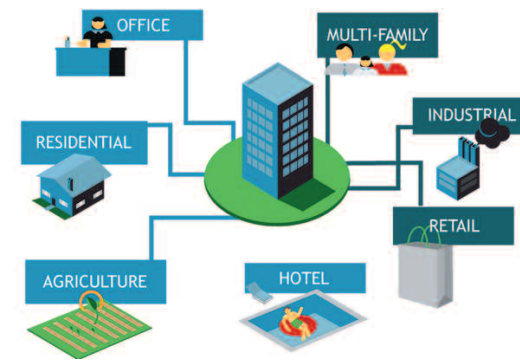 OFFICE
MULTI-FAMILY
RESIDENTIAL
INDUSTRIAL
RETAIL
AGRICULTURE
HOTEL